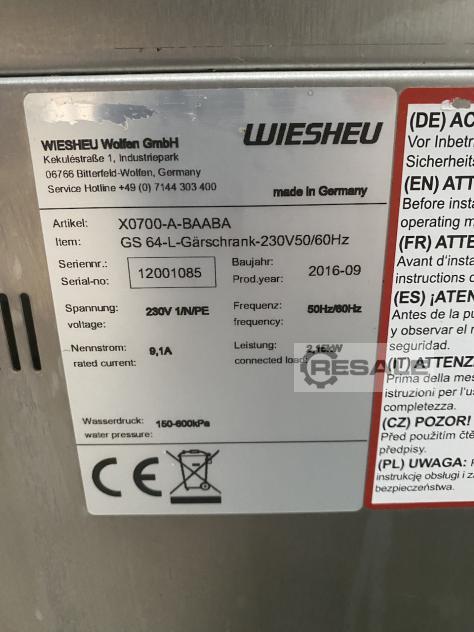 WIESHEU Wolfen GmbH
Kekuléstraße 1, Industriepark
06766 Bitterfeld-Wolfen, Germany
Service Hotline +49 (0) 7144 303 400
WIESHEU
made in Germany
Artikel: X0700-A-BAABA
Item: GS 64-L-Gärschrank-230V50/60Hz
Seriennr.: Baujahr:
Serial-no: 12001085 Prod.year: 2016-09
Spannung: 230V 1/N/PE Frequenz: 50Hz/60Hz
voltage: frequency:
Nennstrom: 9,1A Leistung:
rated current: connected load:
RESALE
Wasserdruck: 150-600kPa
water pressure:
CE
(DE) AC
Vor Inbetr
Sicherheits
(EN) ATTE
Before insta
operating m
(FR) ATTE
Avant d'insta
instructions d
(ES) ¡ATEN
Antes de la pu
y observar el m
seguridad.
(IT) ATTENZ
Prima della mes
istruzioni per l'us
completezza.
(CZ) POZOR!
Před použitím čtě
předpisy.
(PL) UWAGA:
instrukcję obsługi i za
bezpieczeństwa.